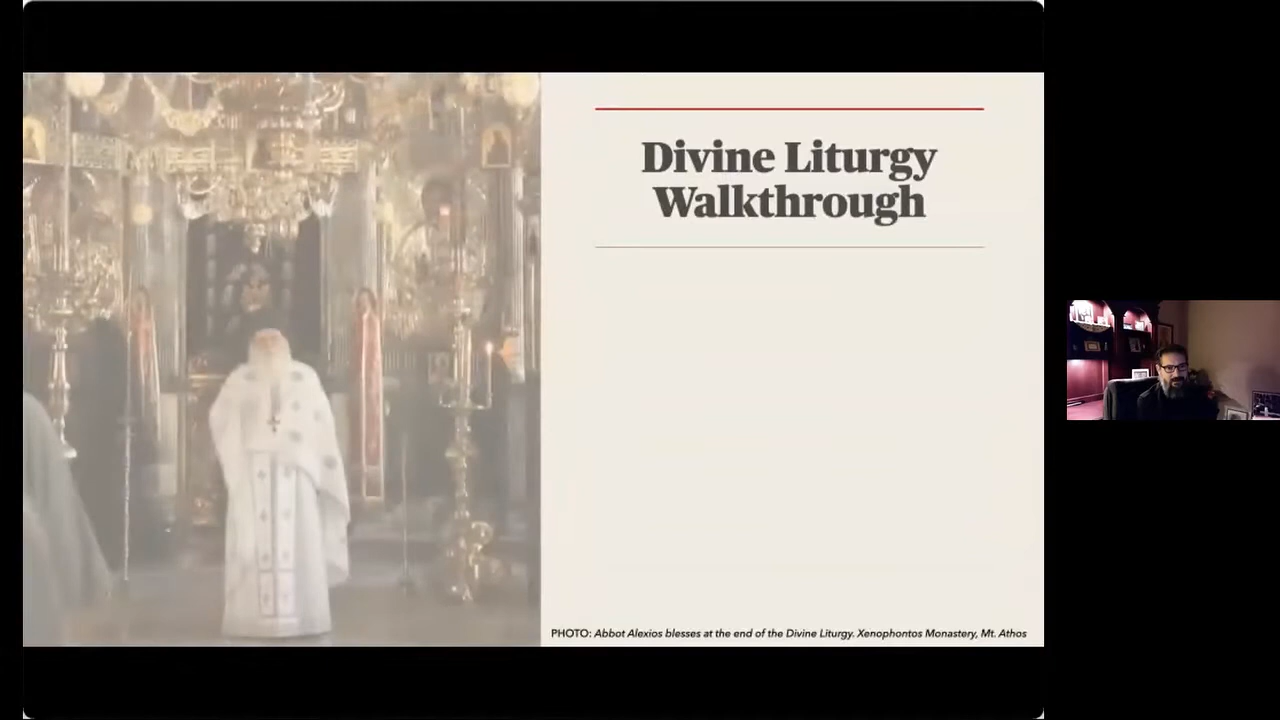 Divine Liturgy
Walkthrough
PHOTO: Abbot Alexios blesses at the end of the Divine Liturgy. Xenophontos Monastery, Mt. Athos